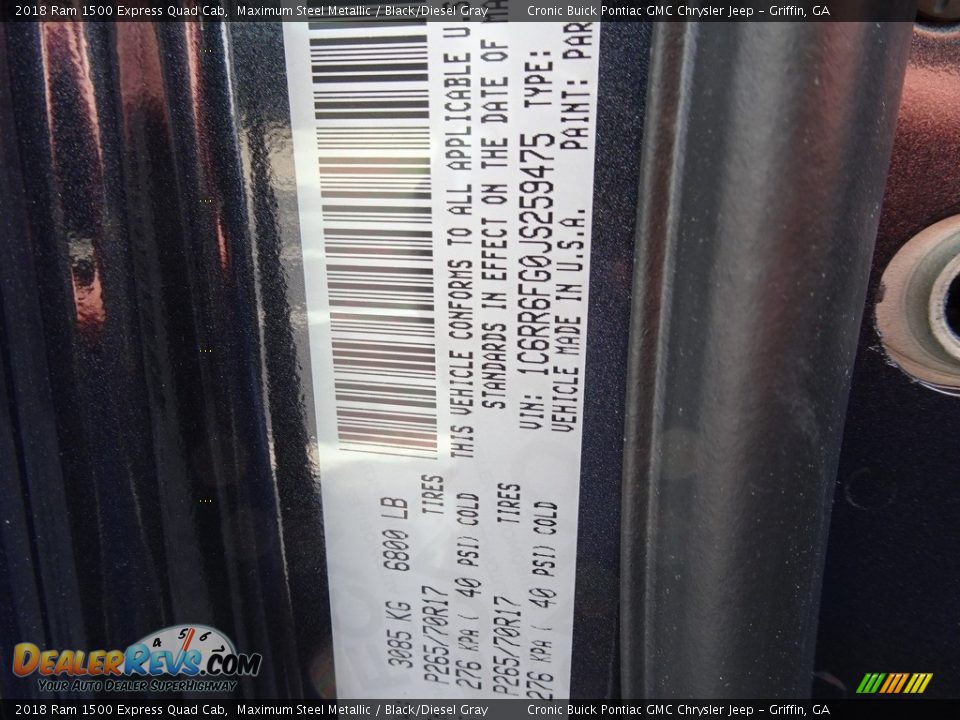 2018 Ram 1500 Express Quad Cab, Maximum Steel Metallic / Black/Diesel Gray Cronic Buick Pontiac GMC Chrysler Jeep - Griffin, GA
3085 KG 6800 LB
P265/70R17 TIRES
276 KPA ( 40 PSI) COLD
P265/70R17 TIRES
276 KPA ( 40 PSI) COLD
THIS VEHICLE CONFORMS TO ALL APPLICABLE U.
STANDARDS IN EFFECT ON THE DATE OF
VIN: 1C6RR6FG0JS259475 TYPE:
VEHICLE MADE IN U.S.A. PAINT: PAR
4 5 6
DEALERREVS.COM
YOUR AUTO DEALER SUPERHIGHWAY
2018 Ram 1500 Express Quad Cab, Maximum Steel Metallic / Black/Diesel Gray Cronic Buick Pontiac GMC Chrysler Jeep - Griffin, GA